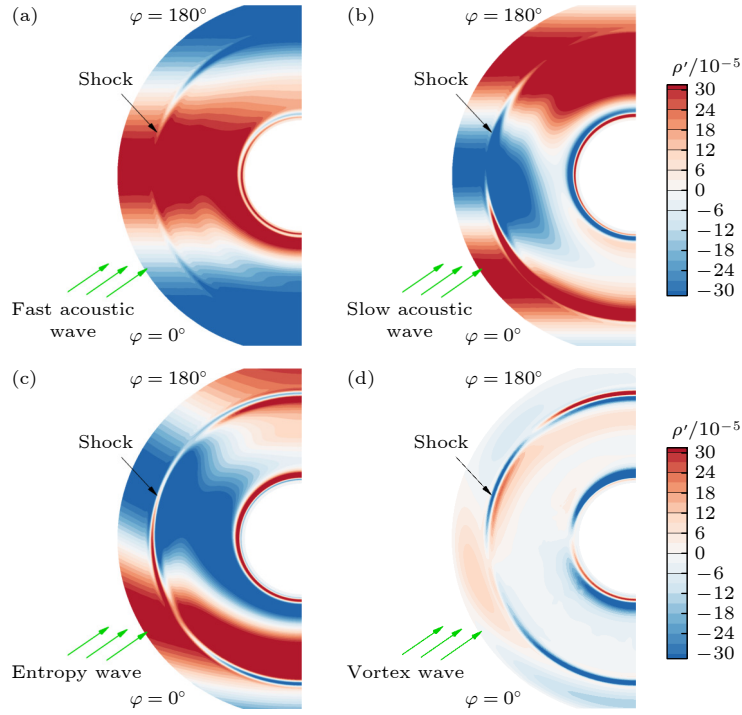 (a)
φ = 180°
(b)
φ = 180°
Shock
Shock
ρ′/10⁻⁵
30
24
18
12
6
0
−6
−12
−18
−24
−30
Fast acoustic
wave
φ = 0°
Slow acoustic
wave
φ = 0°
(c)
φ = 180°
(d)
φ = 180°
Shock
Shock
ρ′/10⁻⁵
30
24
18
12
6
0
−6
−12
−18
−24
−30
Entropy wave
φ = 0°
Vortex wave
φ = 0°